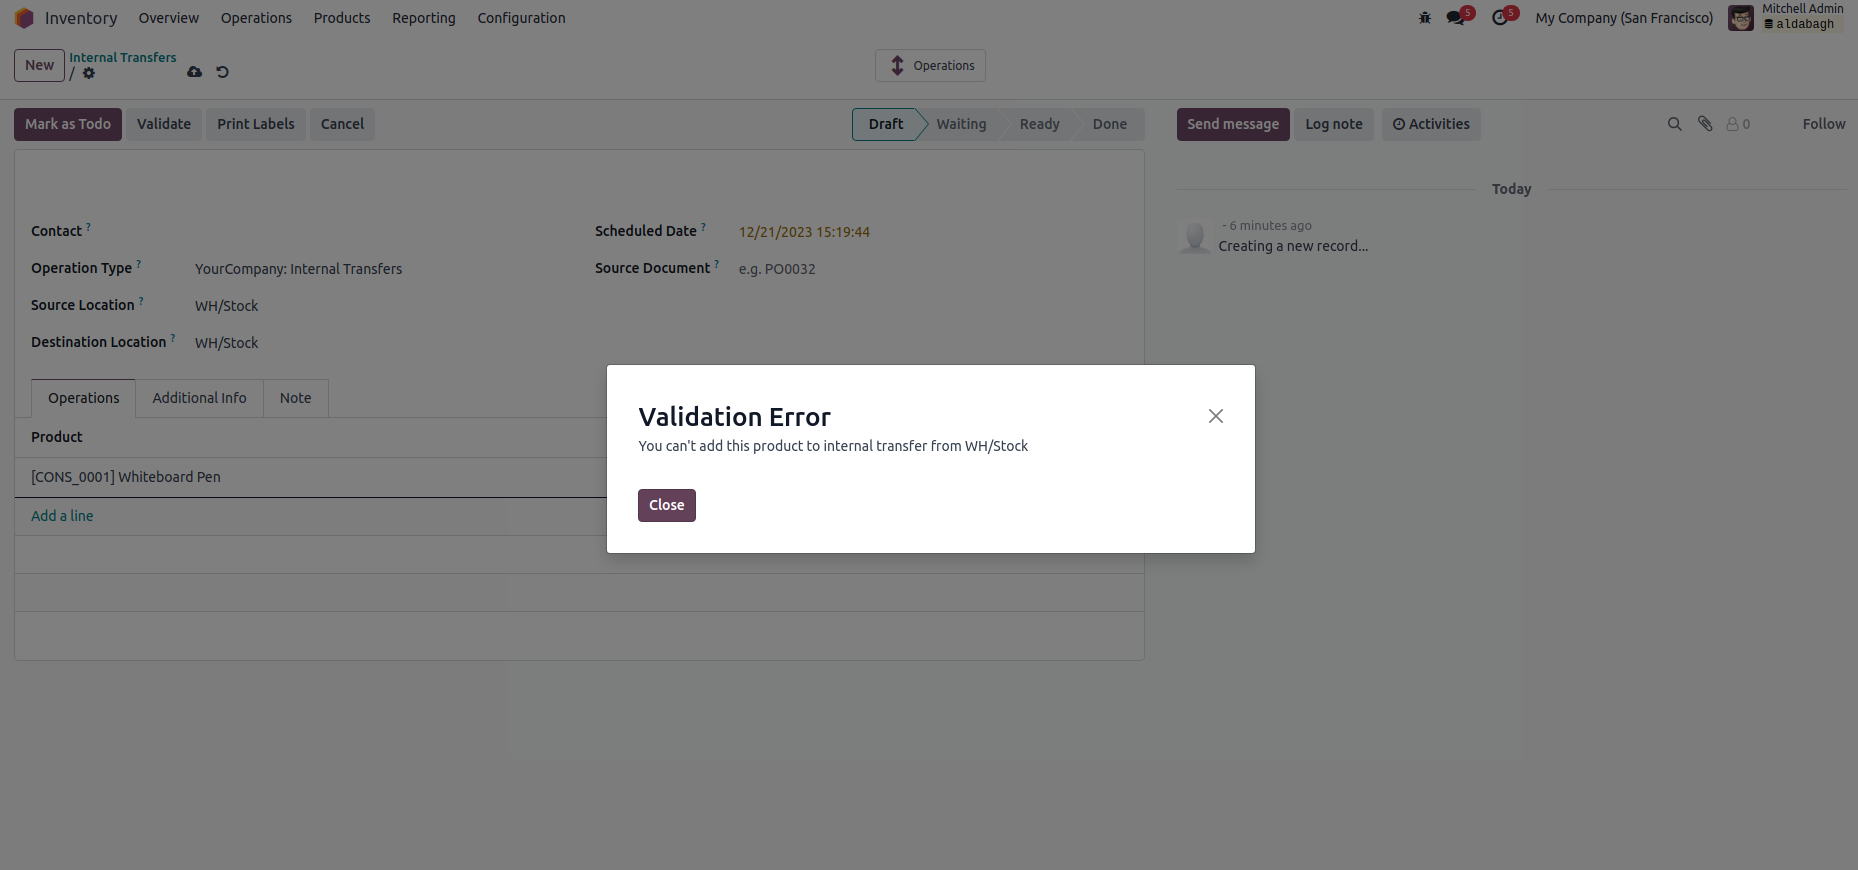 Inventory Overview Operations Products Reporting Configuration 5 5 My Company (San Francisco) Mitchell Admin
aldabagh
New Internal Transfers
/
Operations
Mark as Todo Validate Print Labels Cancel Draft Waiting Ready Done Send message Log note Activities 0 Follow
Today
Contact ? Scheduled Date ? 12/21/2023 15:19:44
- 6 minutes ago
Creating a new record...
Operation Type ? YourCompany: Internal Transfers Source Document ? e.g. PO0032
Source Location ? WH/Stock
Destination Location ? WH/Stock
Operations Additional Info Note
Product
[CONS_0001] Whiteboard Pen
Add a line
Validation Error
You can't add this product to internal transfer from WH/Stock
Close